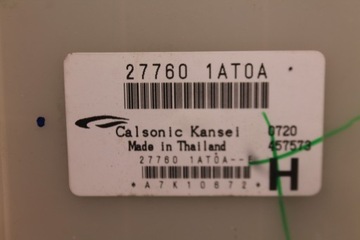 27760 1AT0A
Calsonic Kansei 0720
Made in Thailand 457573
27760 1AT0A--
H
*A7K10672*